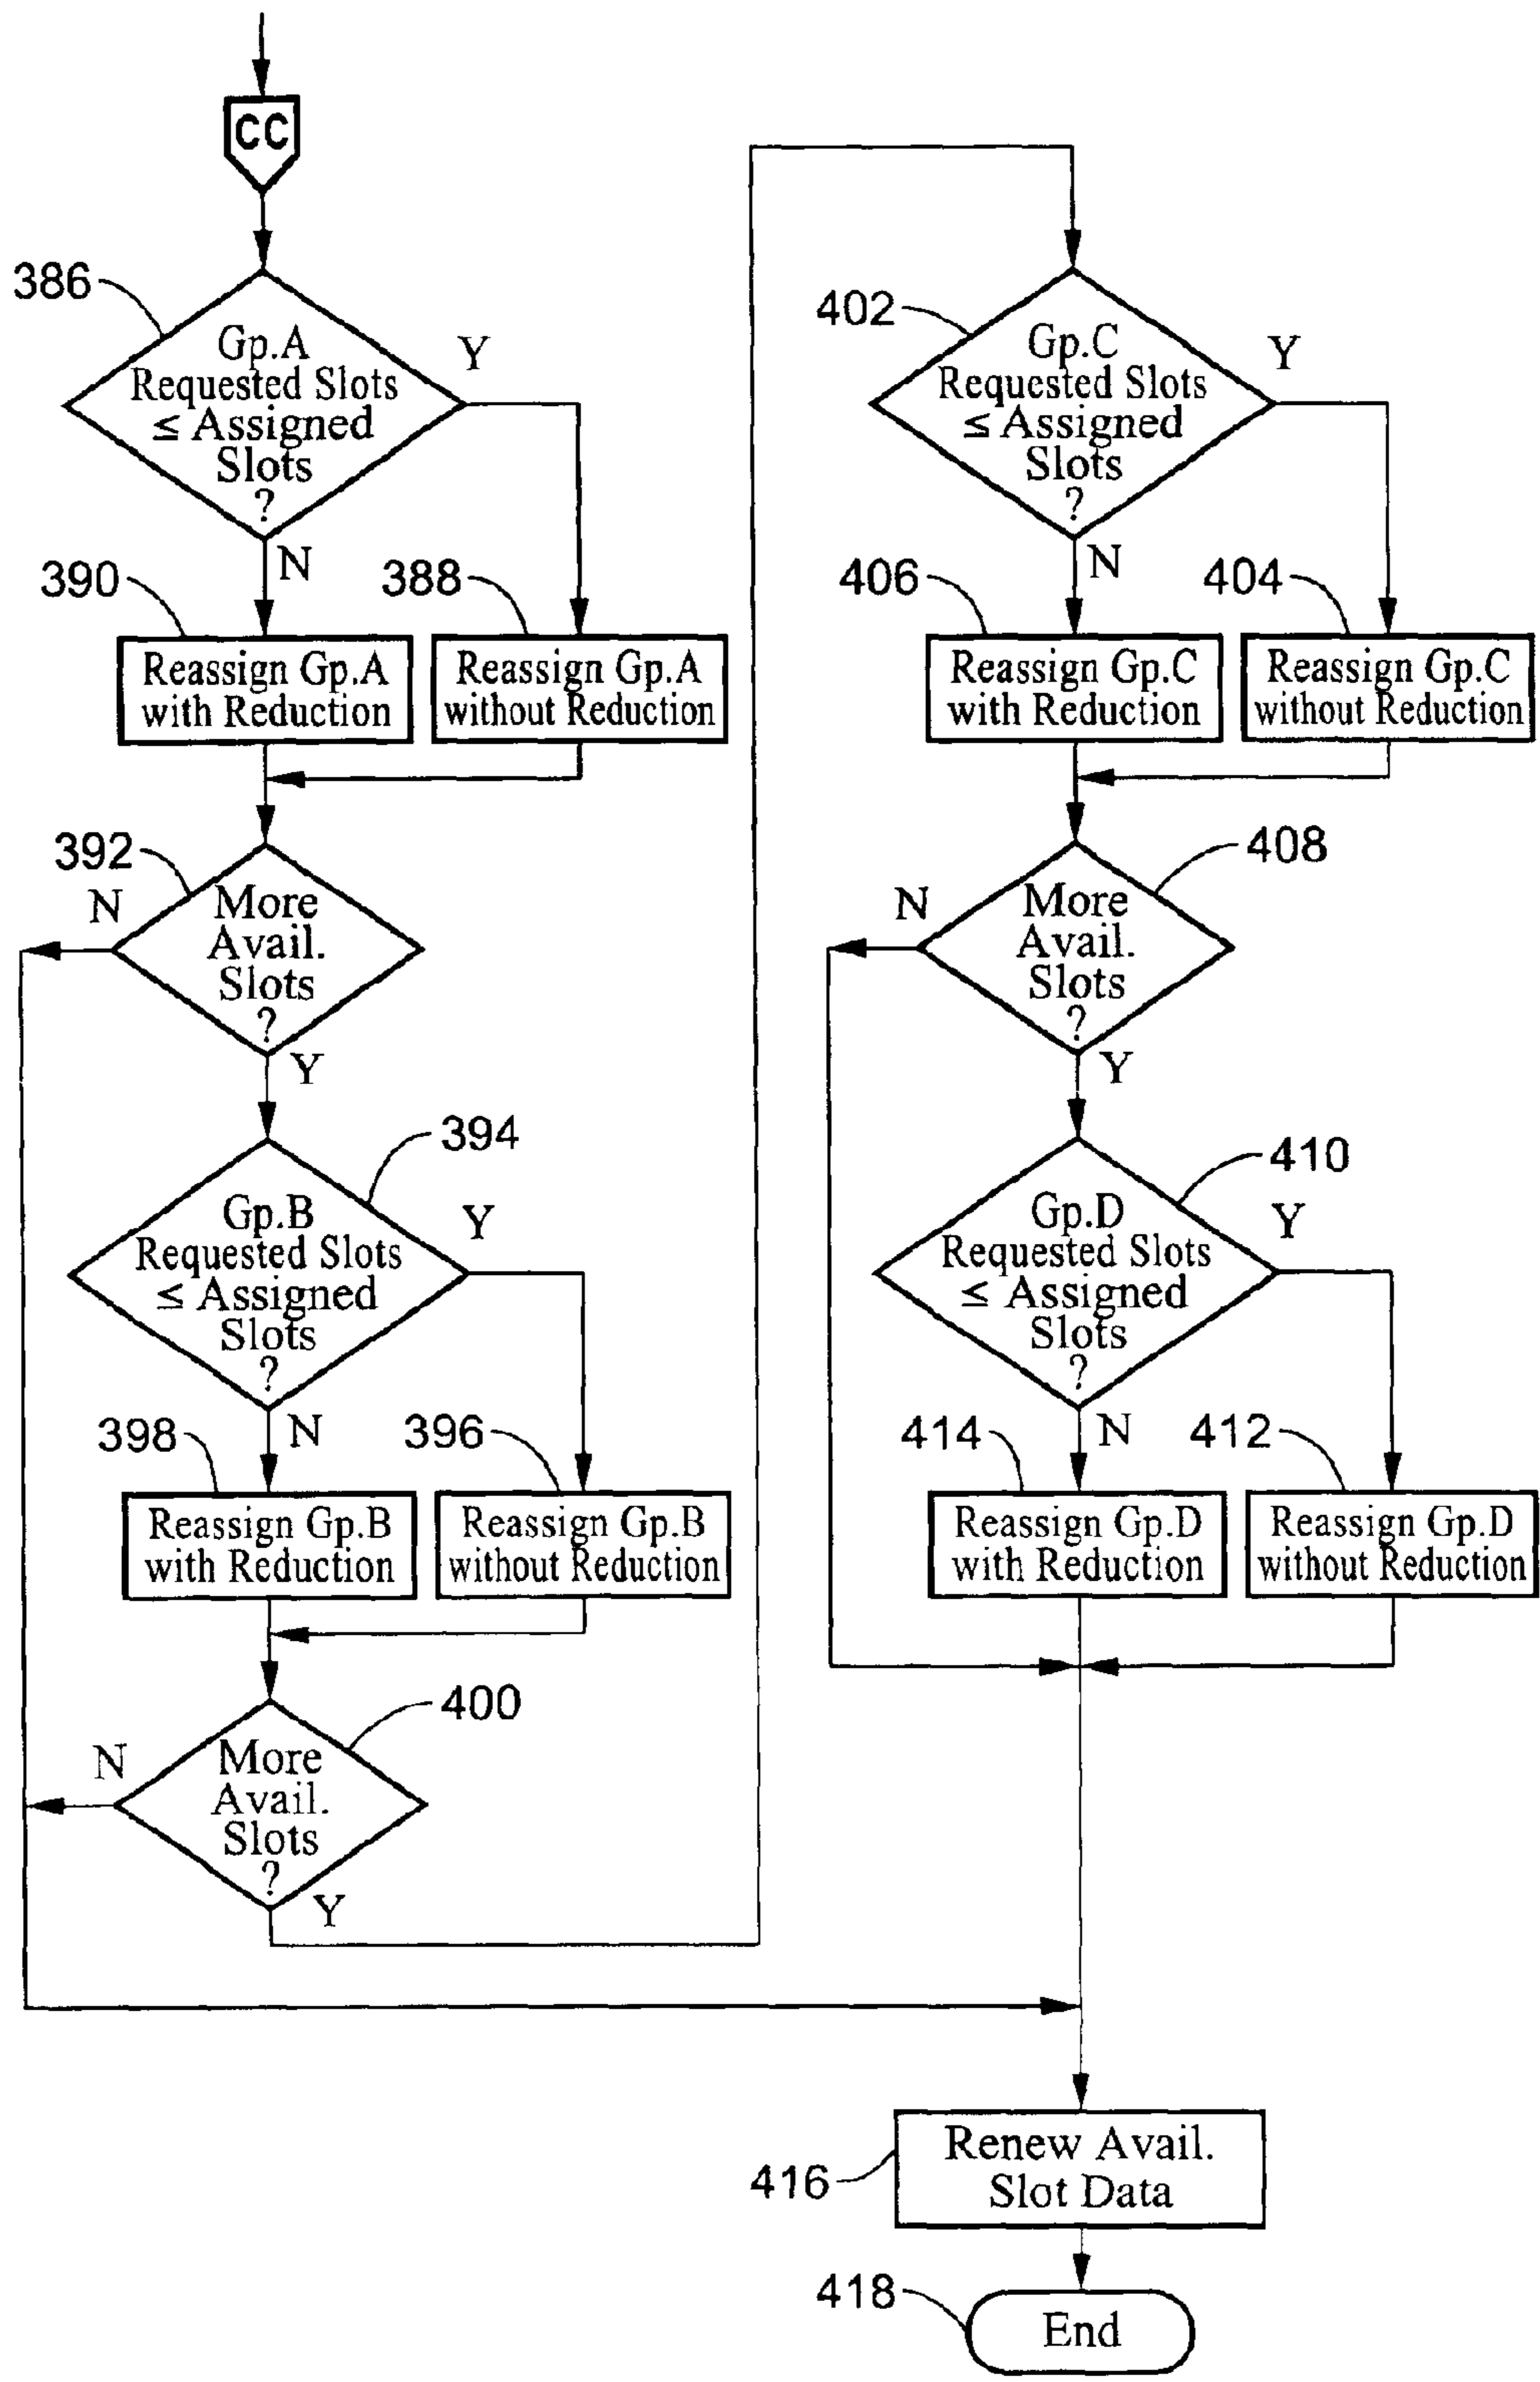 CC
386
Gp.A
Requested Slots
≤ Assigned
Slots
?
Y
N
390
388
Reassign Gp.A
with Reduction
Reassign Gp.A
without Reduction
392
N
More
Avail.
Slots
?
Y
394
Gp.B
Requested Slots
≤ Assigned
Slots
?
Y
N
398
396
Reassign Gp.B
with Reduction
Reassign Gp.B
without Reduction
400
N
More
Avail.
Slots
?
Y
402
Gp.C
Requested Slots
≤ Assigned
Slots
?
Y
N
406
404
Reassign Gp.C
with Reduction
Reassign Gp.C
without Reduction
408
N
More
Avail.
Slots
?
Y
410
Gp.D
Requested Slots
≤ Assigned
Slots
?
Y
N
414
412
Reassign Gp.D
with Reduction
Reassign Gp.D
without Reduction
416
Renew Avail.
Slot Data
418
End